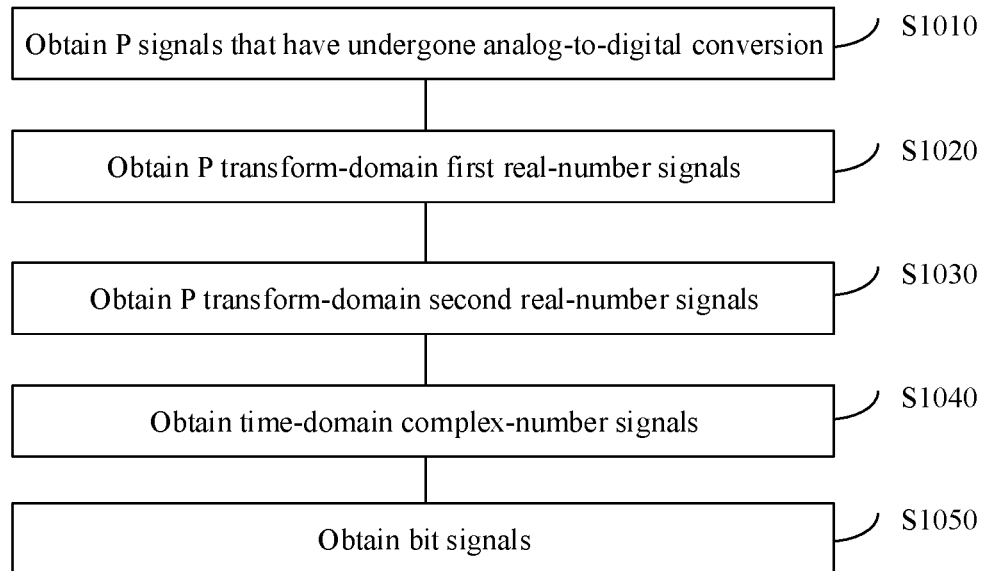 Obtain P signals that have undergone analog-to-digital conversion
S1010
Obtain P transform-domain first real-number signals
S1020
Obtain P transform-domain second real-number signals
S1030
Obtain time-domain complex-number signals
S1040
Obtain bit signals
S1050